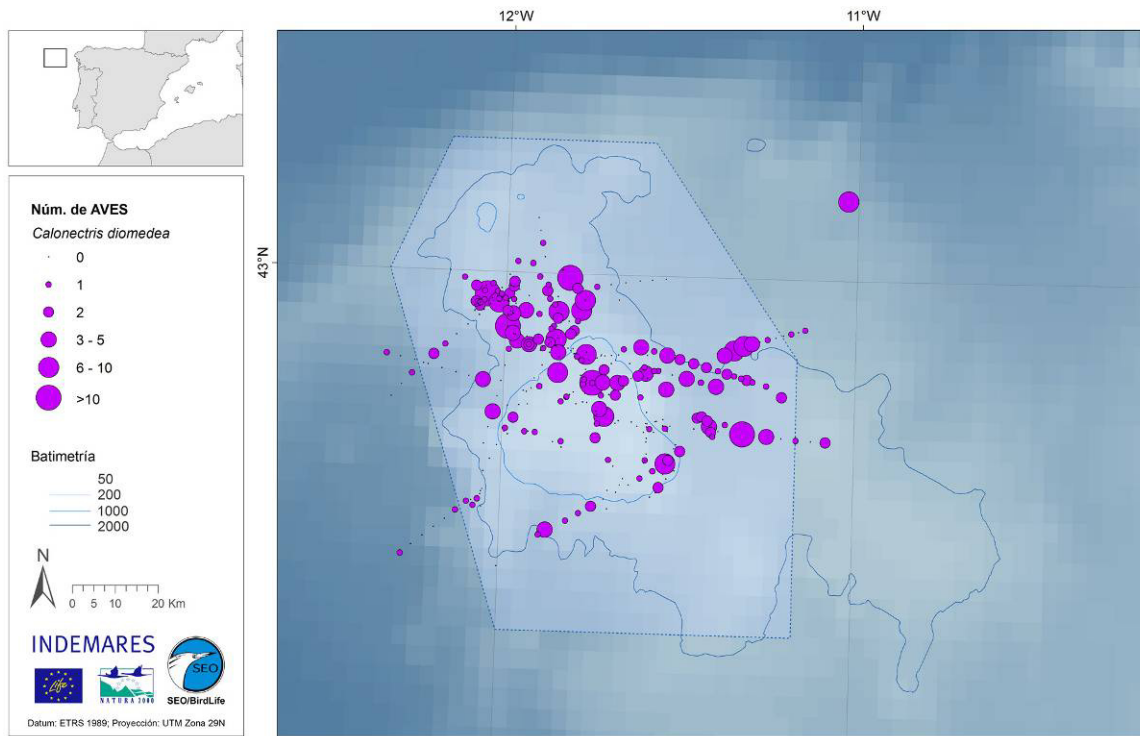 12°W
11°W
43°N
Núm. de AVES
Calonectris diomedea
0
1
2
3 - 5
6 - 10
>10
Batimetría
50
200
1000
2000
N
0 5 10 20 Km
INDEMARES
Life
NATURA 2000
SEO
SEO/BirdLife
Datum: ETRS 1989; Proyección: UTM Zona 29N